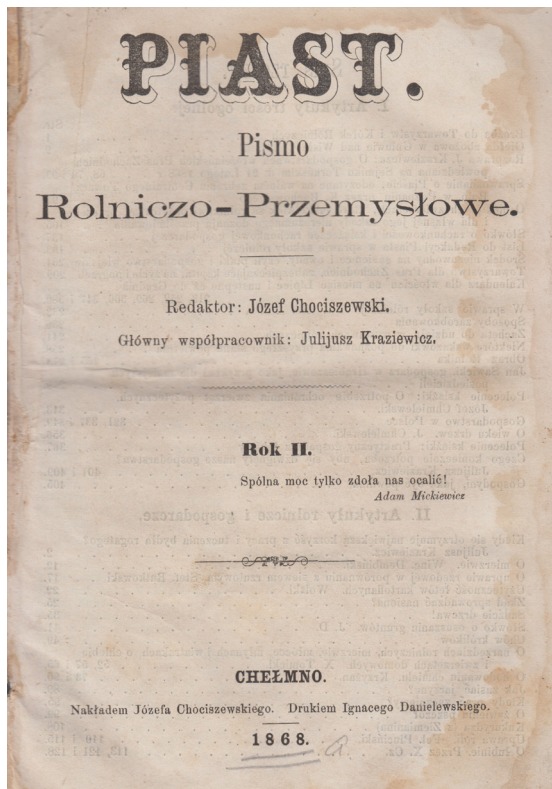 PIAST.
Pismo
Rolniczo-Przemysłowe.
Redaktor: Józef Chociszewski.
Główny współpracownik: Julijusz Kraziewicz.
Rok II.
Spólna moc tylko zdoła nas ocalić!
Adam Mickiewicz
CHEŁMNO.
Nakładem Józefa Chociszewskiego. Drukiem Ignacego Danielewskiego.
1868.